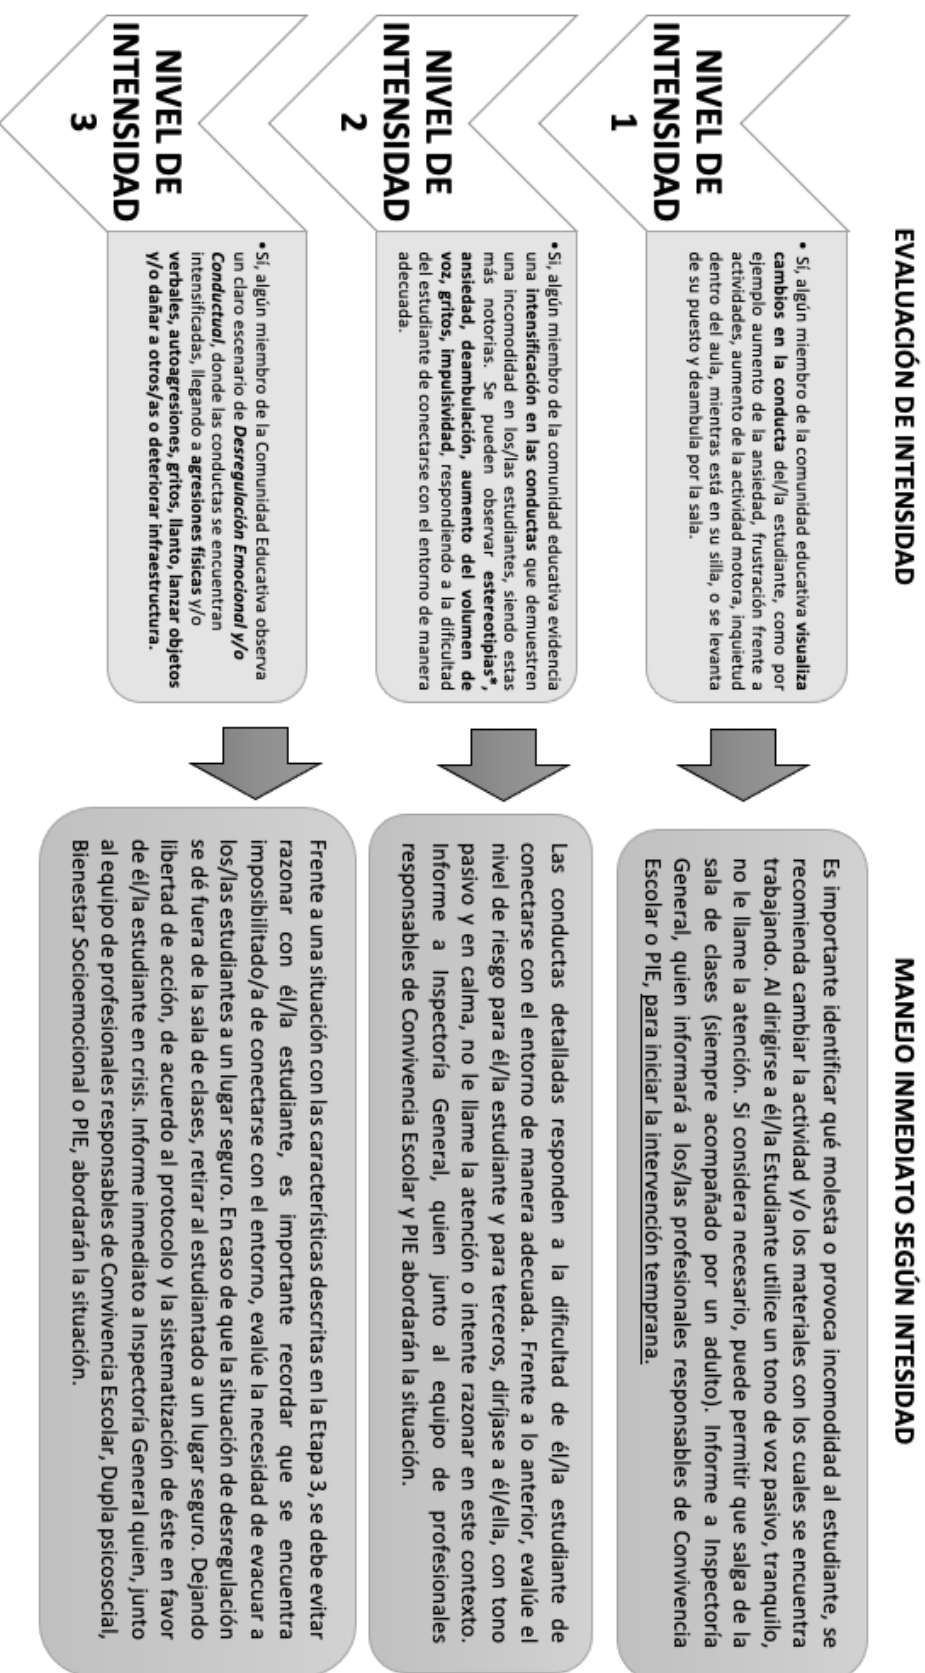 EVALUACIÓN DE INTENSIDAD
MANEJO INMEDIATO SEGÚN INTESIDAD
NIVEL DE
INTENSIDAD
1
• Sí, algún miembro de la comunidad educativa visualiza
cambios en la conducta del/la estudiante, como por
ejemplo aumento de la ansiedad, frustración frente a
actividades, aumento de la actividad motora, inquietud
dentro del aula, mientras está en su silla, o se levanta
de su puesto y deambula por la sala.
Es importante identificar qué molesta o provoca incomodidad al estudiante, se
recomienda cambiar la actividad y/o los materiales con los cuales se encuentra
trabajando. Al dirigirse a él/la Estudiante utilice un tono de voz pasivo, tranquilo,
no le llame la atención. Si considera necesario, puede permitir que salga de la
sala de clases (siempre acompañado por un adulto). Informe a Inspectoría
General, quien informará a los/las profesionales responsables de Convivencia
Escolar o PIE, para iniciar la intervención temprana.
NIVEL DE
INTENSIDAD
2
•Si, algún miembro de la comunidad educativa evidencia
una intensificación en las conductas que demuestren
una incomodidad en los/las estudiantes, siendo estas
más notorias. Se pueden observar estereotipias*,
ansiedad, deambulación, aumento del volumen de
voz, gritos, impulsividad, respondiendo a la dificultad
del estudiante de conectarse con el entorno de manera
adecuada.
Las conductas detalladas responden a la dificultad de él/la estudiante de
conectarse con el entorno de manera adecuada. Frente a lo anterior, evalúe el
nivel de riesgo para él/la estudiante y para terceros, diríjase a él/ella, con tono
pasivo y en calma, no le llame la atención o intente razonar en este contexto.
Informe a Inspectoría General, quien junto al equipo de profesionales
responsables de Convivencia Escolar y PIE abordarán la situación.
NIVEL DE
INTENSIDAD
3
•Sí, algún miembro de la Comunidad Educativa observa
un claro escenario de Desregulación Emocional y/o
Conductual, donde las conductas se encuentran
intensificadas, llegando a agresiones físicas y/o
verbales, autoagresiones, gritos, llanto, lanzar objetos
y/o dañar a otros/as o deteriorar infraestructura.
Frente a una situación con las características descritas en la Etapa 3, se debe evitar
razonar con él/la estudiante, es importante recordar que se encuentra
imposibilitado/a de conectarse con el entorno, evalúe la necesidad de evacuar a
los/las estudiantes a un lugar seguro. En caso de que la situación de desregulación
se dé fuera de la sala de clases, retirar al estudiantado a un lugar seguro. Dejando
libertad de acción, de acuerdo al protocolo y la sistematización de éste en favor
de él/la estudiante en crisis. Informe inmediato a Inspectoría General quien, junto
al equipo de profesionales responsables de Convivencia Escolar, Dupla psicosocial,
Bienestar Socioemocional o PIE, abordarán la situación.